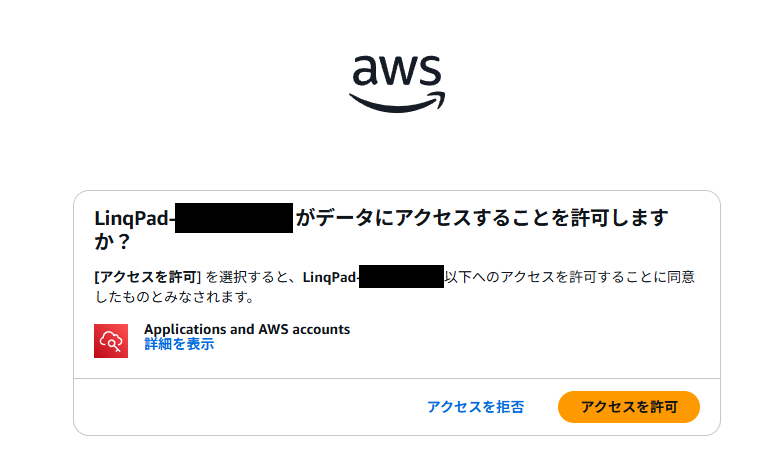 aws
LinqPad- がデータにアクセスすることを許可します
か？
[アクセスを許可] を選択すると、LinqPad- 以下へのアクセスを許可することに同意
したものとみなされます。
Applications and AWS accounts
詳細を表示
アクセスを拒否
アクセスを許可